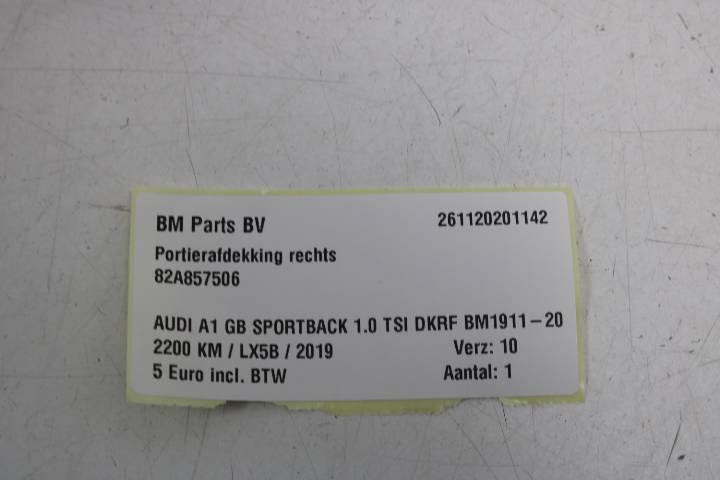 BM Parts BV 261120201142
Portierafdekking rechts
82A857506
AUDI A1 GB SPORTBACK 1.0 TSI DKRF BM1911-20
2200 KM / LX5B / 2019 Verz: 10
5 Euro incl. BTW Aantal: 1